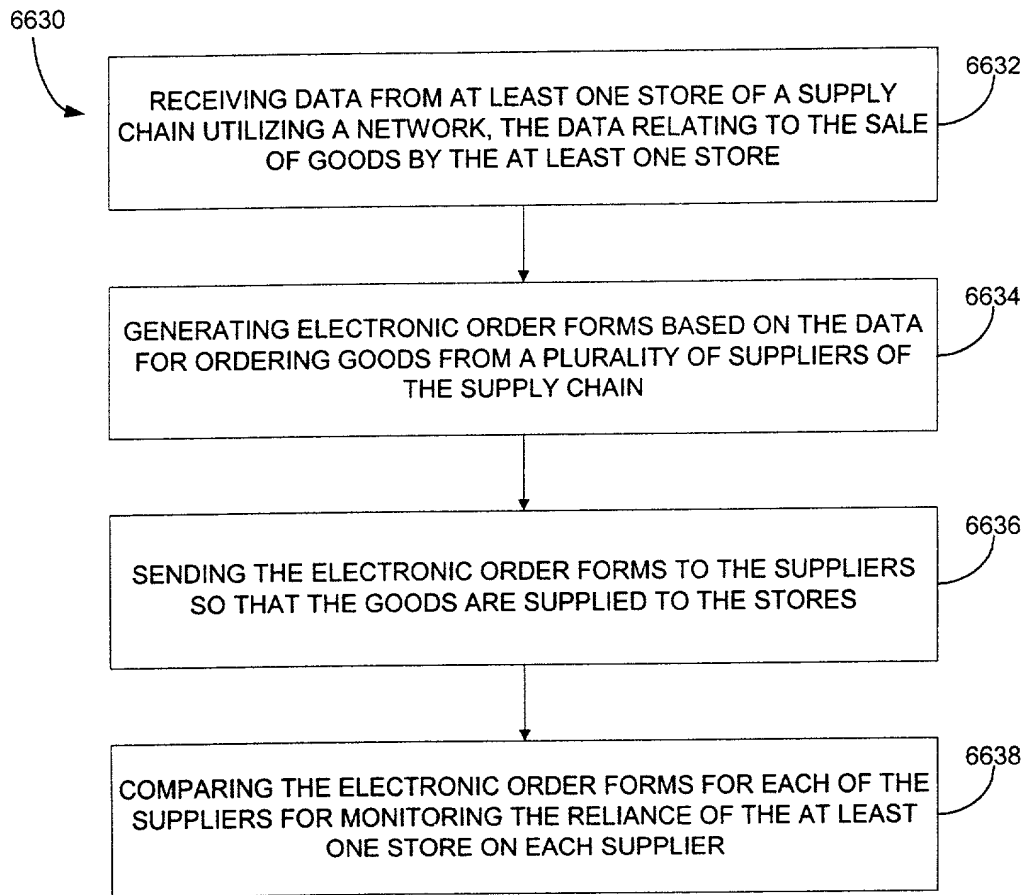 6630
6632
RECEIVING DATA FROM AT LEAST ONE STORE OF A SUPPLY
CHAIN UTILIZING A NETWORK, THE DATA RELATING TO THE SALE
OF GOODS BY THE AT LEAST ONE STORE
6634
GENERATING ELECTRONIC ORDER FORMS BASED ON THE DATA
FOR ORDERING GOODS FROM A PLURALITY OF SUPPLIERS OF
THE SUPPLY CHAIN
6636
SENDING THE ELECTRONIC ORDER FORMS TO THE SUPPLIERS
SO THAT THE GOODS ARE SUPPLIED TO THE STORES
6638
COMPARING THE ELECTRONIC ORDER FORMS FOR EACH OF THE
SUPPLIERS FOR MONITORING THE RELIANCE OF THE AT LEAST
ONE STORE ON EACH SUPPLIER